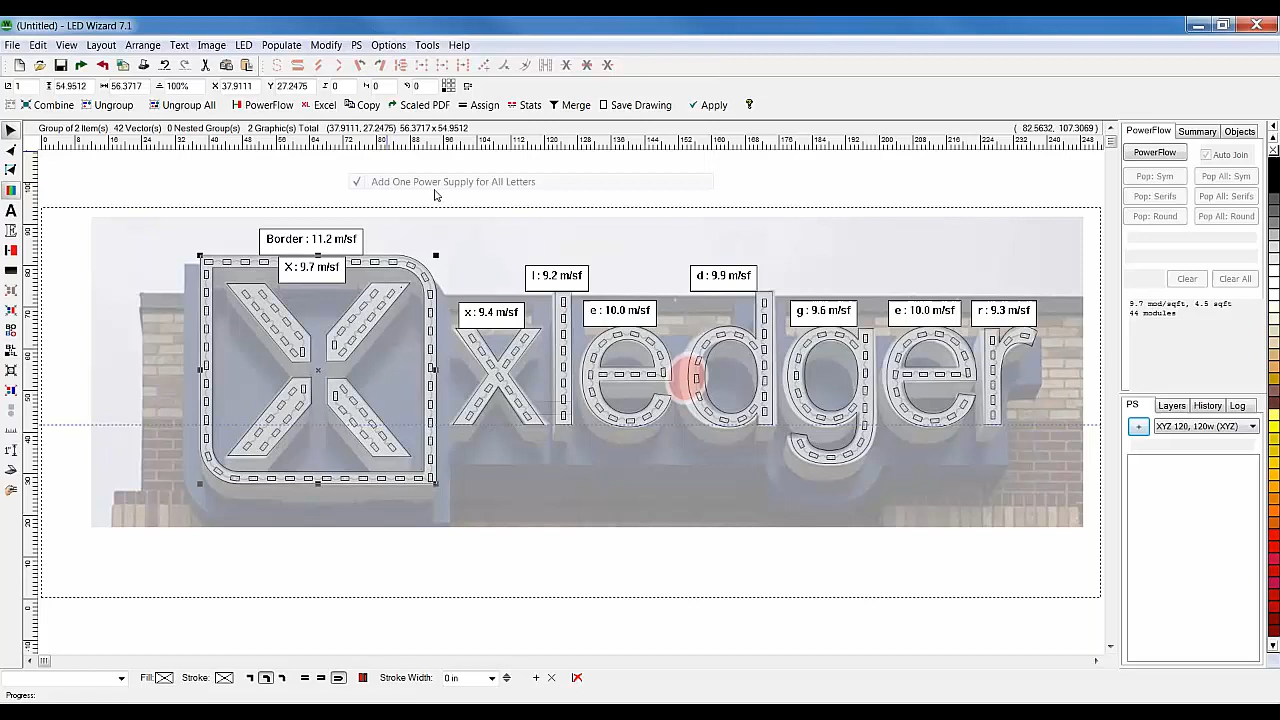 (Untitled) - LED Wizard 7.1
File Edit View Layout Arrange Text Image LED Populate Modify PS Options Tools Help
1 54.9512 56.3717 100% X 37.9111 Y 27.2475 0 0 0
Combine Ungroup Ungroup All PowerFlow Excel Copy Scaled PDF Assign Stats Merge Save Drawing Apply
Group of 2 Item(s) 42 Vector(s) 0 Nested Group(s) 2 Graphic(s) Total (37.9111, 27.2475) 56.3717 x 54.9512 ( 82.5632, 107.3069)
Add One Power Supply for All Letters
Border : 11.2 m/sf
X : 9.7 m/sf
l : 9.2 m/sf
d : 9.9 m/sf
x : 9.4 m/sf
e : 10.0 m/sf
g : 9.6 m/sf
e : 10.0 m/sf
r : 9.3 m/sf
xledger
PowerFlow Summary Objects
PowerFlow Auto Join
Pop: Sym Pop All: Sym
Pop: Serifs Pop All: Serifs
Pop: Round Pop All: Round
Clear Clear All
9.7 mod/sqft, 4.5 sqft
44 modules
PS Layers History Log
+ XYZ 120, 120w (XYZ)
Fill: Stroke: Stroke Width: 0 in
Progress: